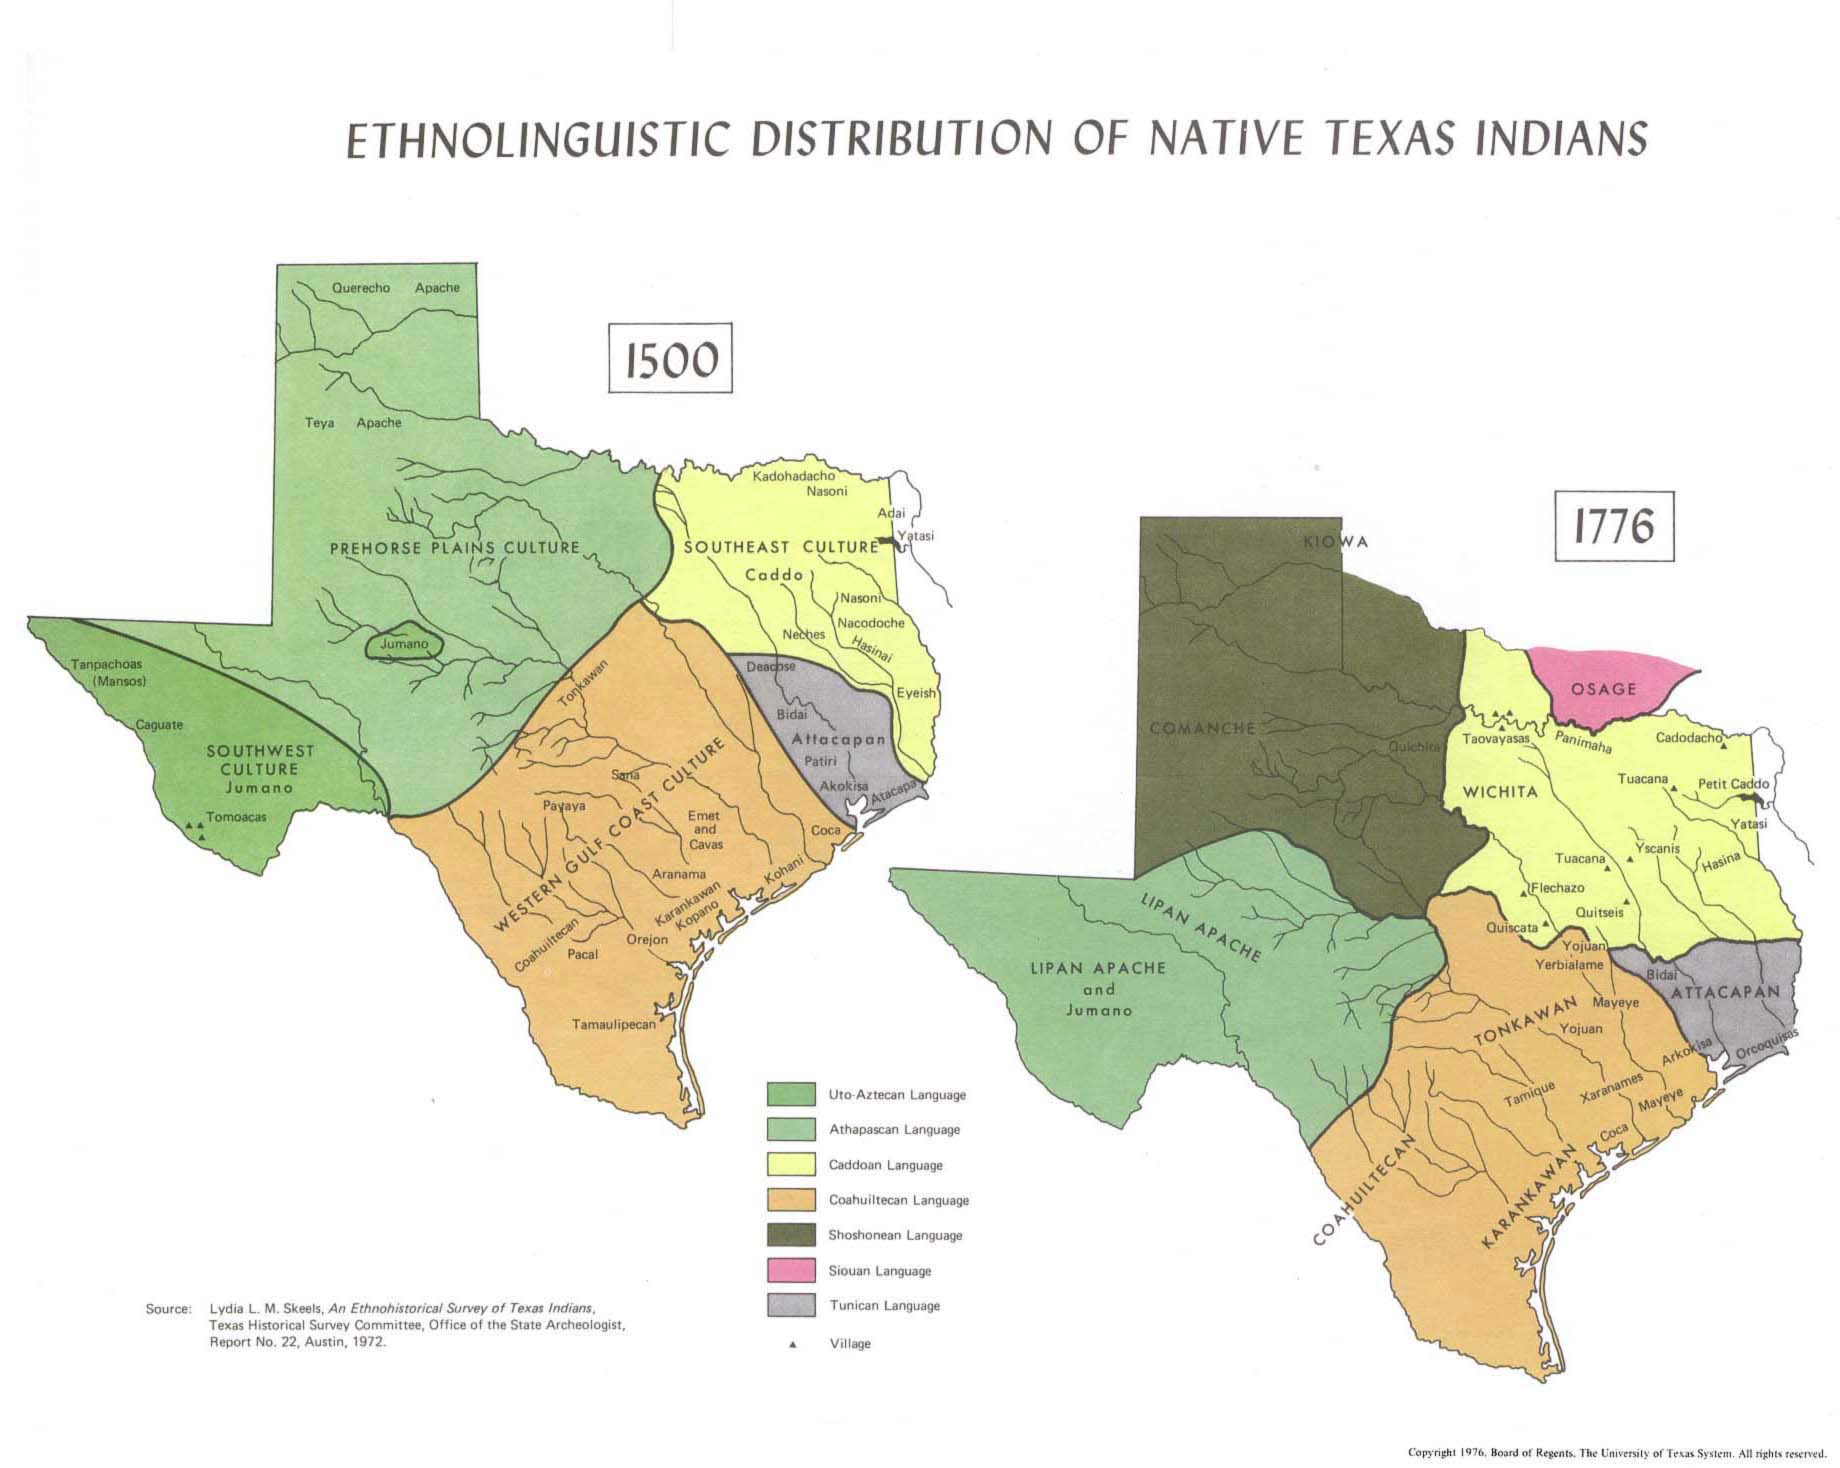 ETHNOLINGUISTIC DISTRIBUTION OF NATIVE TEXAS INDIANS
1500
Querecho Apache
Teya Apache
PREHORSE PLAINS CULTURE
Jumano
Tanpachoas
(Mansos)
Caguate
SOUTHWEST
CULTURE
Jumano
Tomoacas
Kadohadacho
Nasoni
Adai
Yatasi
SOUTHEAST CULTURE
Caddo
Nasoni
Nacodoche
Neches
Hasinai
Eyeish
Deadose
Bidai
Attacapan
Patiri
Akokisa
Atacapa
Tonkawan
Sana
Payaya
WESTERN GULF COAST CULTURE
Emet
and
Cavas
Coca
Kohani
Aranama
Karankawan
Kopano
Orejon
Coahuiltecan
Pacal
Tamaulipecan
1776
KIOWA
COMANCHE
Quichita
OSAGE
Taovayasas
Panimaha
Cadodacho
WICHITA
Tuacana
Petit Caddo
Yatasi
Yscanis
Tuacana
Hasina
Flechazo
Quitseis
Quiscata
LIPAN APACHE
LIPAN APACHE
and
Jumano
Yojuan
Yerbialame
Bidai
ATTACAPAN
Mayeye
TONKAWAN
Yojuan
Arkokisa
Orcoquisas
Tamique
Xaranames
Mayeye
Coca
COAHUILTECAN
KARANKAWAN
Uto-Aztecan Language
Athapascan Language
Caddoan Language
Coahuiltecan Language
Shoshonean Language
Siouan Language
Tunican Language
Village
Source: Lydia L. M. Skeels, An Ethnohistorical Survey of Texas Indians,
Texas Historical Survey Committee, Office of the State Archeologist,
Report No. 22, Austin, 1972.
Copyright 1976, Board of Regents, The University of Texas System. All rights reserved.